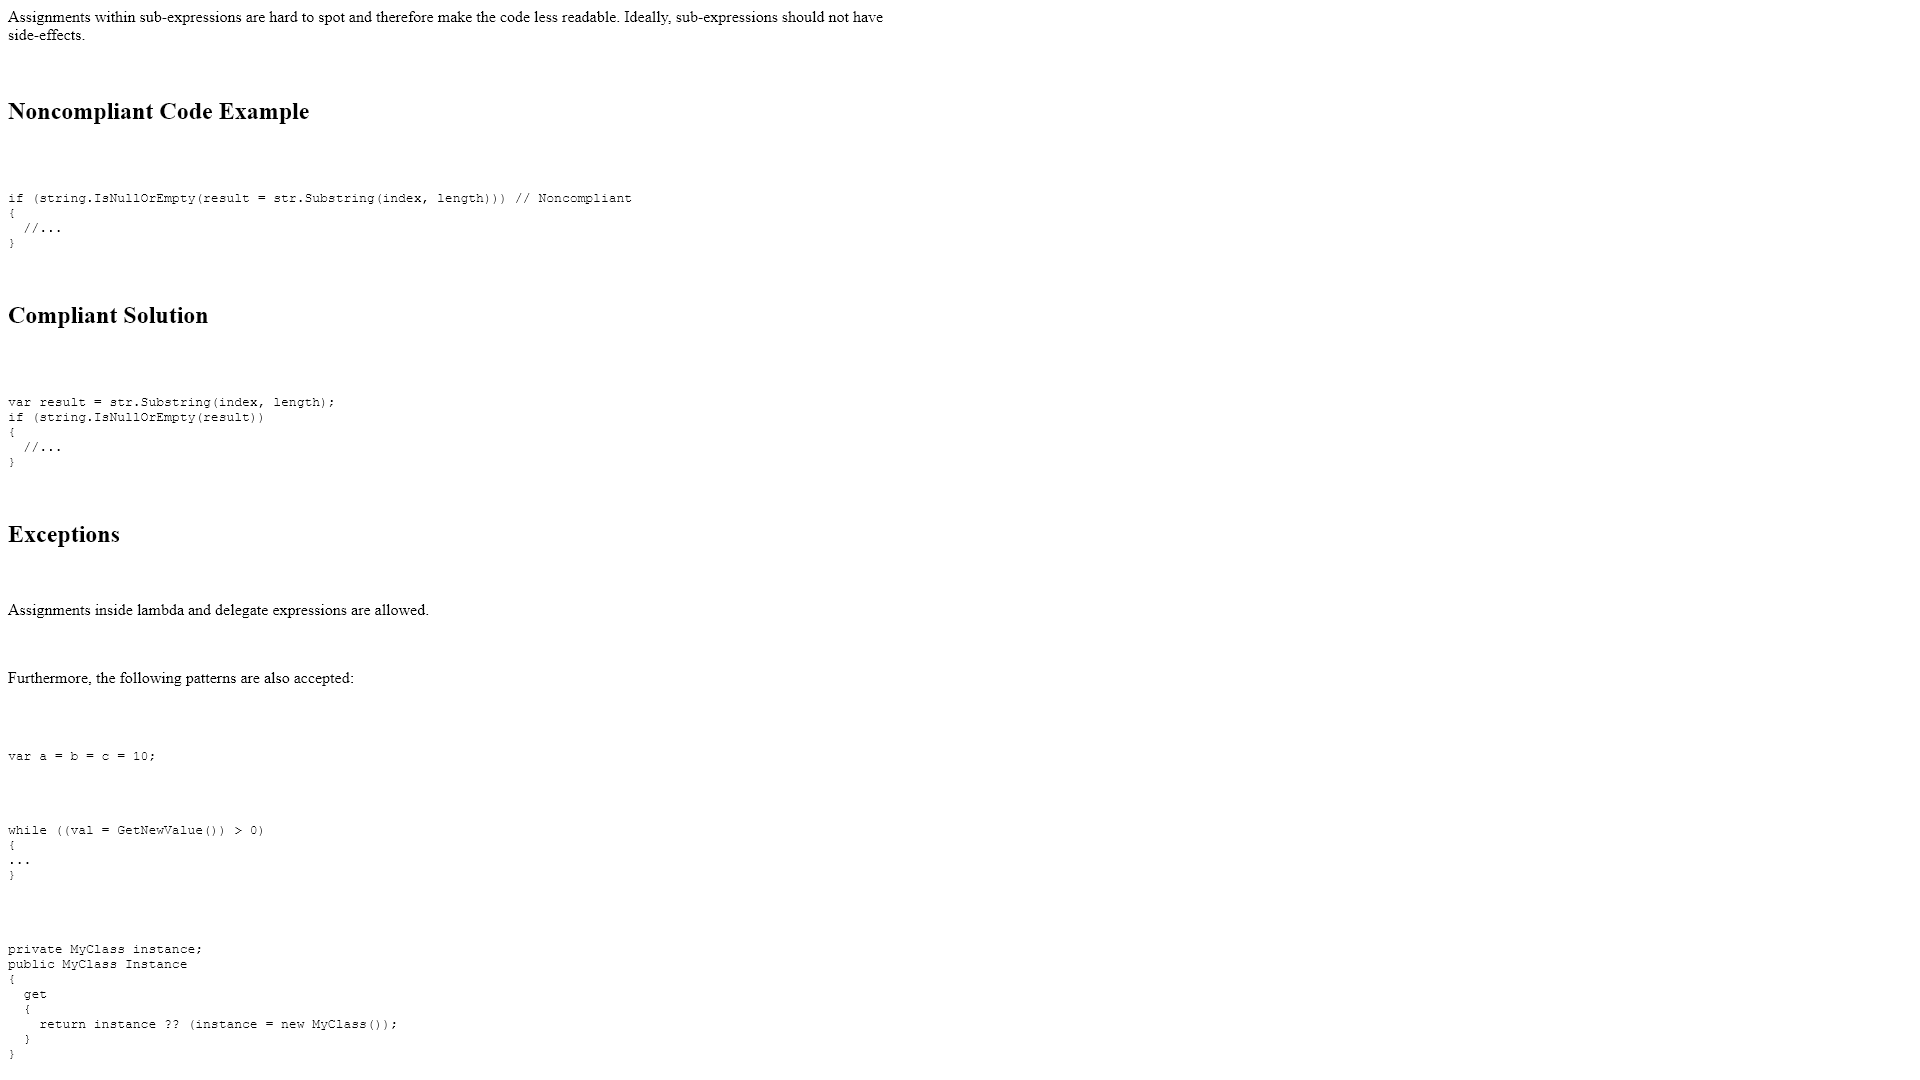 Assignments within sub-expressions are hard to spot and therefore make the code less readable. Ideally, sub-expressions should not have
side-effects.
Noncompliant Code Example
if (string.IsNullOrEmpty(result = str.Substring(index, length))) // Noncompliant
{
  //...
}
Compliant Solution
var result = str.Substring(index, length);
if (string.IsNullOrEmpty(result))
{
  //...
}
Exceptions
Assignments inside lambda and delegate expressions are allowed.
Furthermore, the following patterns are also accepted:
var a = b = c = 10;
while ((val = GetNewValue()) > 0)
{
...
}
private MyClass instance;
public MyClass Instance
{
  get
  {
    return instance ?? (instance = new MyClass());
  }
}